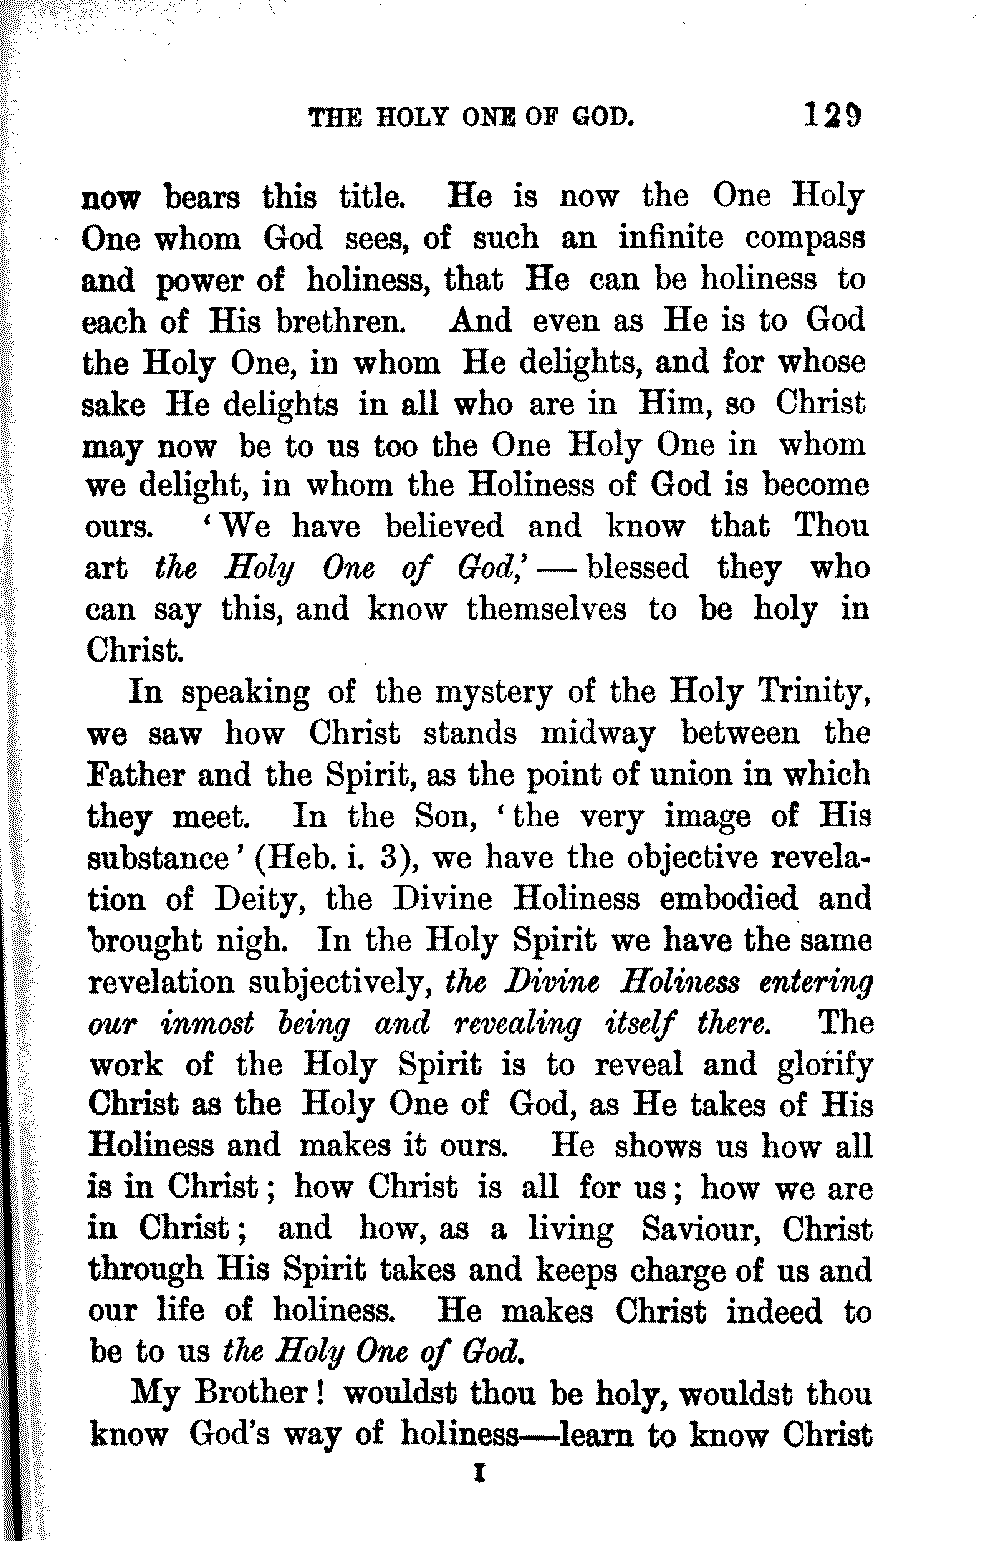 THE HOLY ONE OF GOD. 129
now bears this title. He is now the One Holy
One whom God sees, of such an infinite compass
and power of holiness, that He can be holiness to
each of His brethren. And even as He is to God
the Holy One, in whom He delights, and for whose
sake He delights in all who are in Him, so Christ
may now be to us too the One Holy One in whom
we delight, in whom the Holiness of God is become
ours. ‘We have believed and know that Thou
art the Holy One of God,’ — blessed they who
can say this, and know themselves to be holy in
Christ.
In speaking of the mystery of the Holy Trinity,
we saw how Christ stands midway between the
Father and the Spirit, as the point of union in which
they meet. In the Son, ‘the very image of His
substance’ (Heb. i. 3), we have the objective revela-
tion of Deity, the Divine Holiness embodied and
brought nigh. In the Holy Spirit we have the same
revelation subjectively, the Divine Holiness entering
our inmost being and revealing itself there. The
work of the Holy Spirit is to reveal and glorify
Christ as the Holy One of God, as He takes of His
Holiness and makes it ours. He shows us how all
is in Christ; how Christ is all for us; how we are
in Christ; and how, as a living Saviour, Christ
through His Spirit takes and keeps charge of us and
our life of holiness. He makes Christ indeed to
be to us the Holy One of God.
My Brother! wouldst thou be holy, wouldst thou
know God's way of holiness—learn to know Christ
I